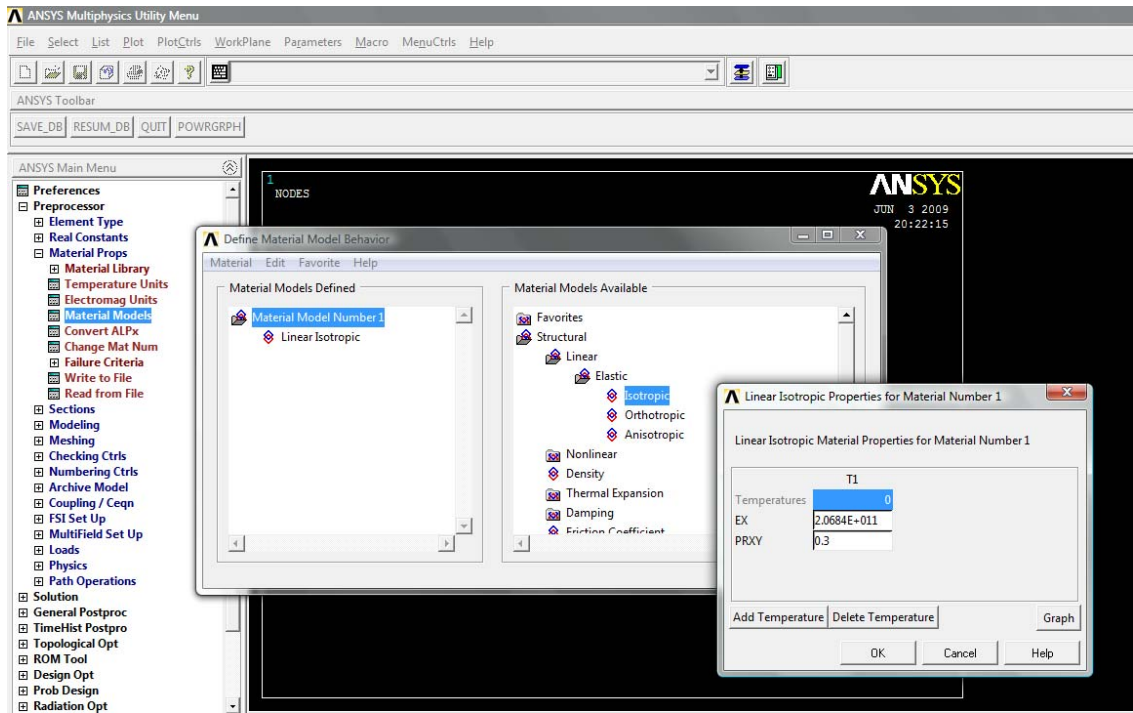 ANSYS Multiphysics Utility Menu
File Select List Plot PlotCtrls WorkPlane Parameters Macro MenuCtrls Help
ANSYS Toolbar
SAVE_DB RESUM_DB QUIT POWRGRPH
ANSYS Main Menu
Preferences
Preprocessor
Element Type
Real Constants
Material Props
Material Library
Temperature Units
Electromag Units
Material Models
Convert ALPx
Change Mat Num
Failure Criteria
Write to File
Read from File
Sections
Modeling
Meshing
Checking Ctrls
Numbering Ctrls
Archive Model
Coupling / Ceqn
FSI Set Up
MultiField Set Up
Loads
Physics
Path Operations
Solution
General Postproc
TimeHist Postpro
Topological Opt
ROM Tool
Design Opt
Prob Design
Radiation Opt
1
NODES
ANSYS
JUN 3 2009
20:22:15
Define Material Model Behavior
Material Edit Favorite Help
Material Models Defined
Material Model Number 1
Linear Isotropic
Material Models Available
Favorites
Structural
Linear
Elastic
Isotropic
Orthotropic
Anisotropic
Nonlinear
Density
Thermal Expansion
Damping
Friction Coefficient
Linear Isotropic Properties for Material Number 1
Linear Isotropic Material Properties for Material Number 1
T1
Temperatures 0
EX 2.0684E+011
PRXY 0.3
Add Temperature Delete Temperature Graph
OK Cancel Help